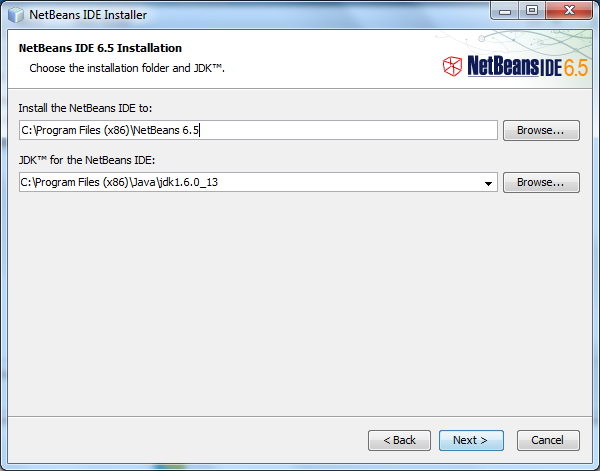 NetBeans IDE Installer
NetBeans IDE 6.5 Installation
Choose the installation folder and JDK™.
NetBeans IDE 6.5
Install the NetBeans IDE to:
C:\Program Files (x86)\NetBeans 6.5
Browse...
JDK™ for the NetBeans IDE:
C:\Program Files (x86)\Java\jdk1.6.0_13
Browse...
< Back
Next >
Cancel